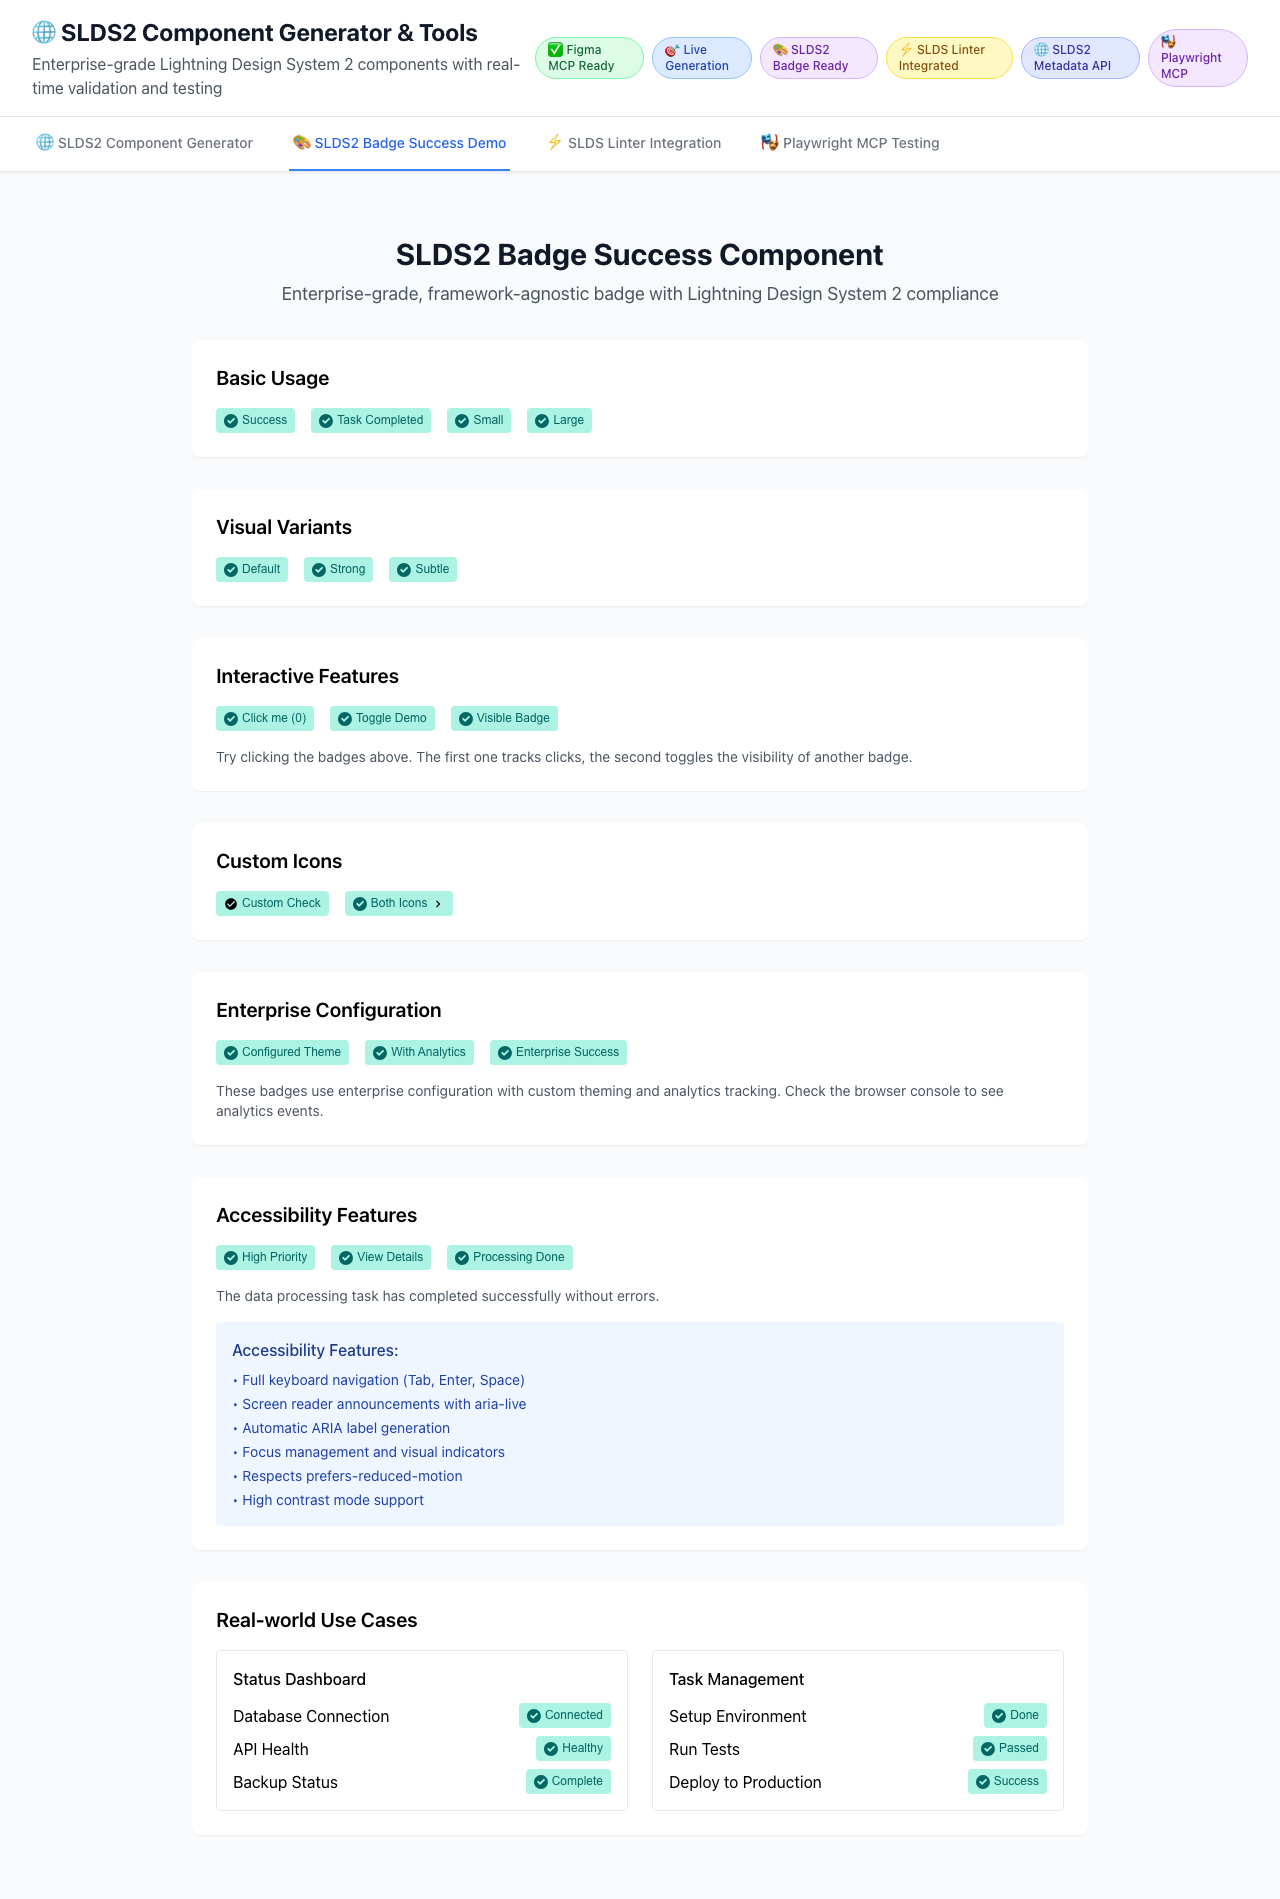 🌐 SLDS2 Component Generator & Tools
Enterprise-grade Lightning Design System 2 components with real-
time validation and testing
✅ Figma
MCP Ready
🎯 Live
Generation
🎨 SLDS2
Badge Ready
⚡ SLDS Linter
Integrated
🌐 SLDS2
Metadata API
🎭
Playwright
MCP
🌐 SLDS2 Component Generator
🎨 SLDS2 Badge Success Demo
⚡ SLDS Linter Integration
🎭 Playwright MCP Testing
SLDS2 Badge Success Component
Enterprise-grade, framework-agnostic badge with Lightning Design System 2 compliance
Basic Usage
Success
Task Completed
Small
Large
Visual Variants
Default
Strong
Subtle
Interactive Features
Click me (0)
Toggle Demo
Visible Badge
Try clicking the badges above. The first one tracks clicks, the second toggles the visibility of another badge.
Custom Icons
Custom Check
Both Icons
Enterprise Configuration
Configured Theme
With Analytics
Enterprise Success
These badges use enterprise configuration with custom theming and analytics tracking. Check the browser console to see
analytics events.
Accessibility Features
High Priority
View Details
Processing Done
The data processing task has completed successfully without errors.
Accessibility Features:
• Full keyboard navigation (Tab, Enter, Space)
• Screen reader announcements with aria-live
• Automatic ARIA label generation
• Focus management and visual indicators
• Respects prefers-reduced-motion
• High contrast mode support
Real-world Use Cases
Status Dashboard
Database Connection
Connected
API Health
Healthy
Backup Status
Complete
Task Management
Setup Environment
Done
Run Tests
Passed
Deploy to Production
Success